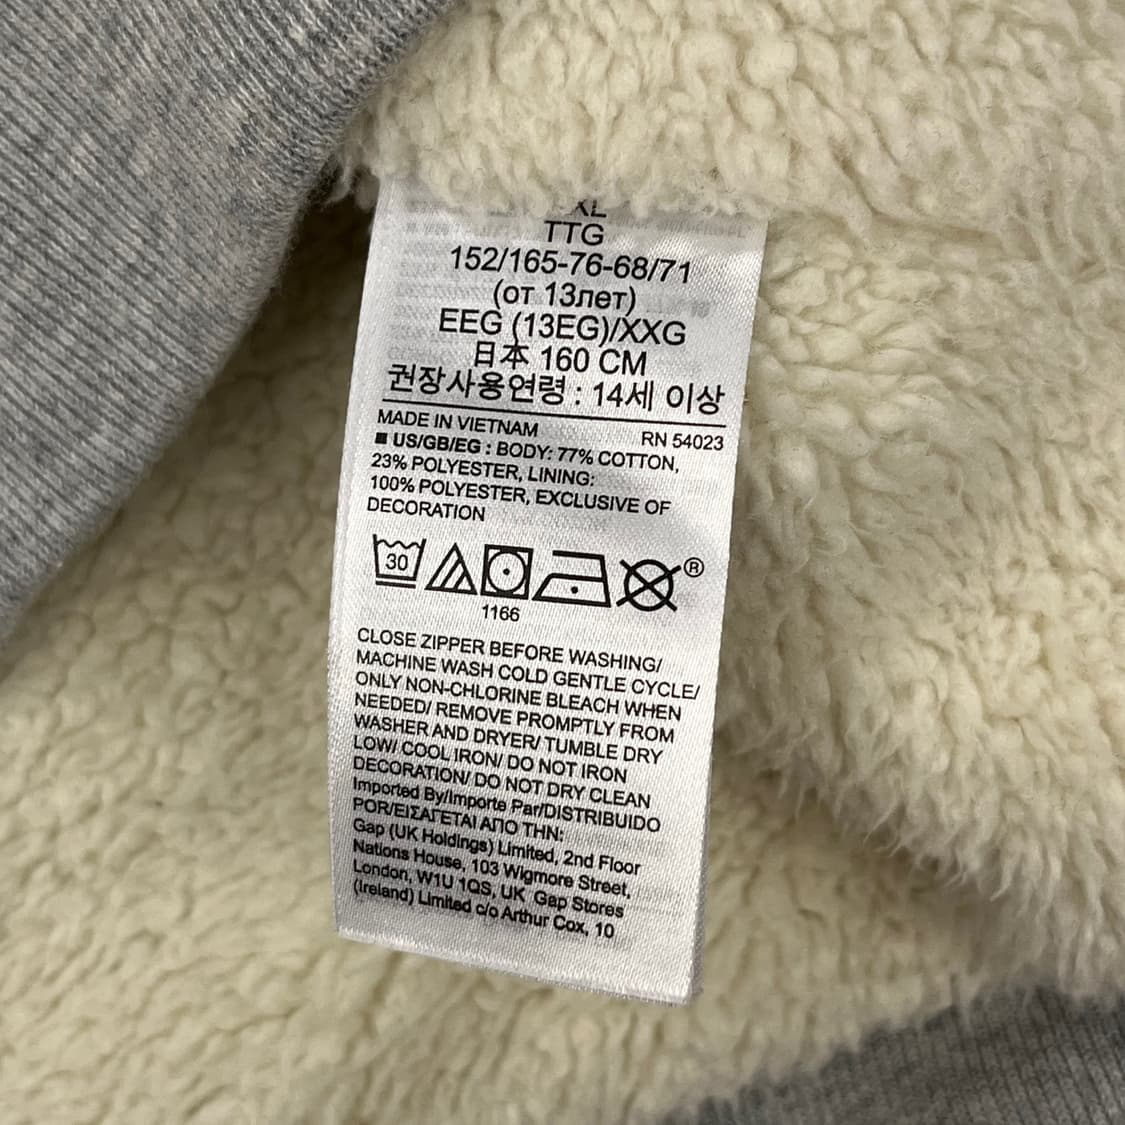 XL
TTG
152/165-76-68/71
(от 13лет)
EEG (13EG)/XXG
日本 160 CM
권장사용연령 : 14세 이상
MADE IN VIETNAM RN 54023
■ US/GB/EG : BODY: 77% COTTON,
23% POLYESTER, LINING:
100% POLYESTER, EXCLUSIVE OF
DECORATION
30 ®
1166
CLOSE ZIPPER BEFORE WASHING/
MACHINE WASH COLD GENTLE CYCLE/
ONLY NON-CHLORINE BLEACH WHEN
NEEDED/ REMOVE PROMPTLY FROM
WASHER AND DRYER/ TUMBLE DRY
LOW/ COOL IRON/ DO NOT IRON
DECORATION/ DO NOT DRY CLEAN
Imported By/Importe Par/DISTRIBUIDO
POR/ΕΙΣΑΓΕΤΑΙ ΑΠΟ ΤΗΝ:
Gap (UK Holdings) Limited, 2nd Floor
Nations House, 103 Wigmore Street,
London, W1U 1QS, UK Gap Stores
(Ireland) Limited c/o Arthur Cox, 10